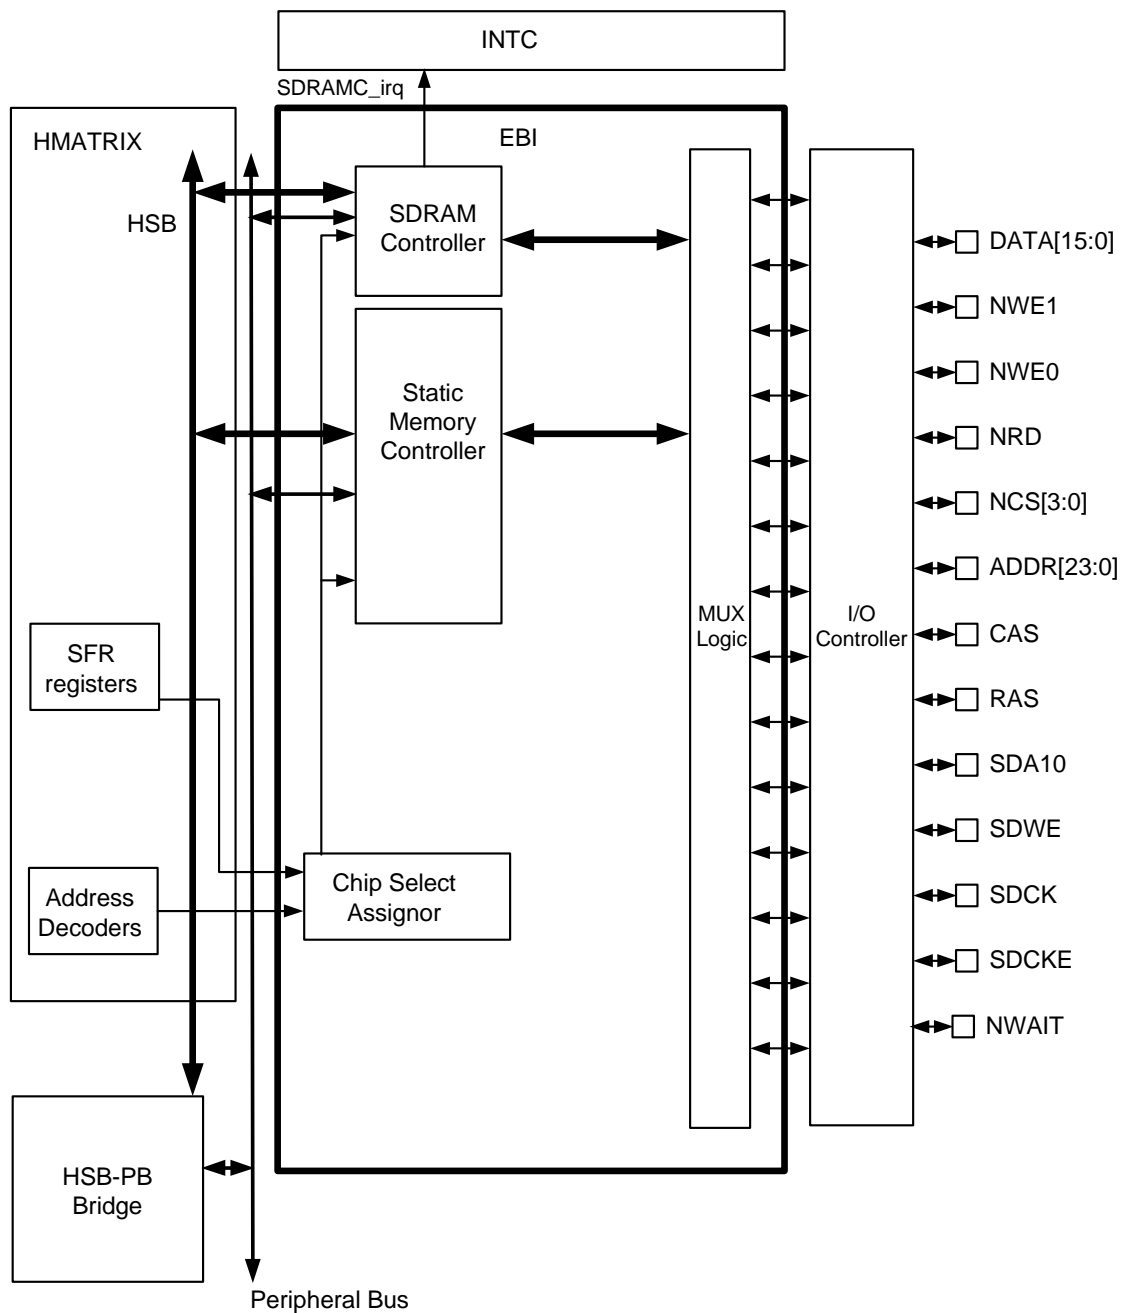 INTC
SDRAMC_irq
HMATRIX
EBI
HSB
SDRAM
Controller
Static
Memory
Controller
SFR
registers
Address
Decoders
Chip Select
Assignor
MUX
Logic
I/O
Controller
DATA[15:0]
NWE1
NWE0
NRD
NCS[3:0]
ADDR[23:0]
CAS
RAS
SDA10
SDWE
SDCK
SDCKE
NWAIT
HSB-PB
Bridge
Peripheral Bus